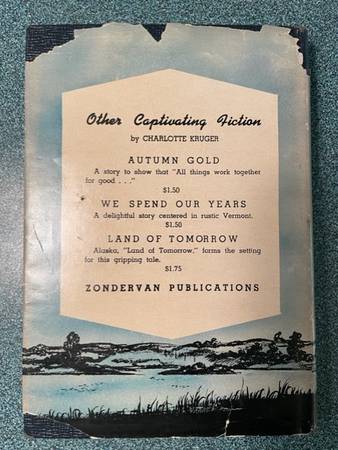 Other Captivating Fiction
by CHARLOTTE KRUGER
AUTUMN GOLD
A story to show that "All things work together
for good . . ."
$1.50
WE SPEND OUR YEARS
A delightful story centered in rustic Vermont.
$1.50
LAND OF TOMORROW
Alaska, "Land of Tomorrow," forms the setting
for this gripping tale.
$1.75
ZONDERVAN PUBLICATIONS